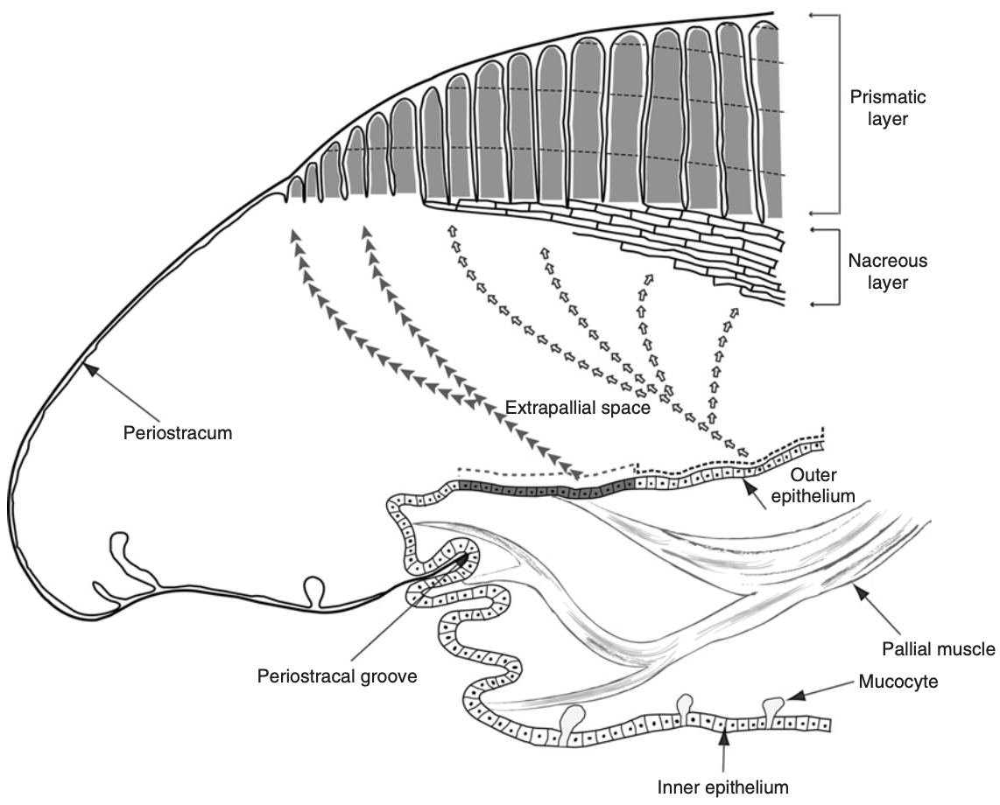 Prismatic
layer
Nacreous
layer
Extrapallial space
Periostracum
Outer
epithelium
Pallial muscle
Periostracal groove
Mucocyte
Inner epithelium